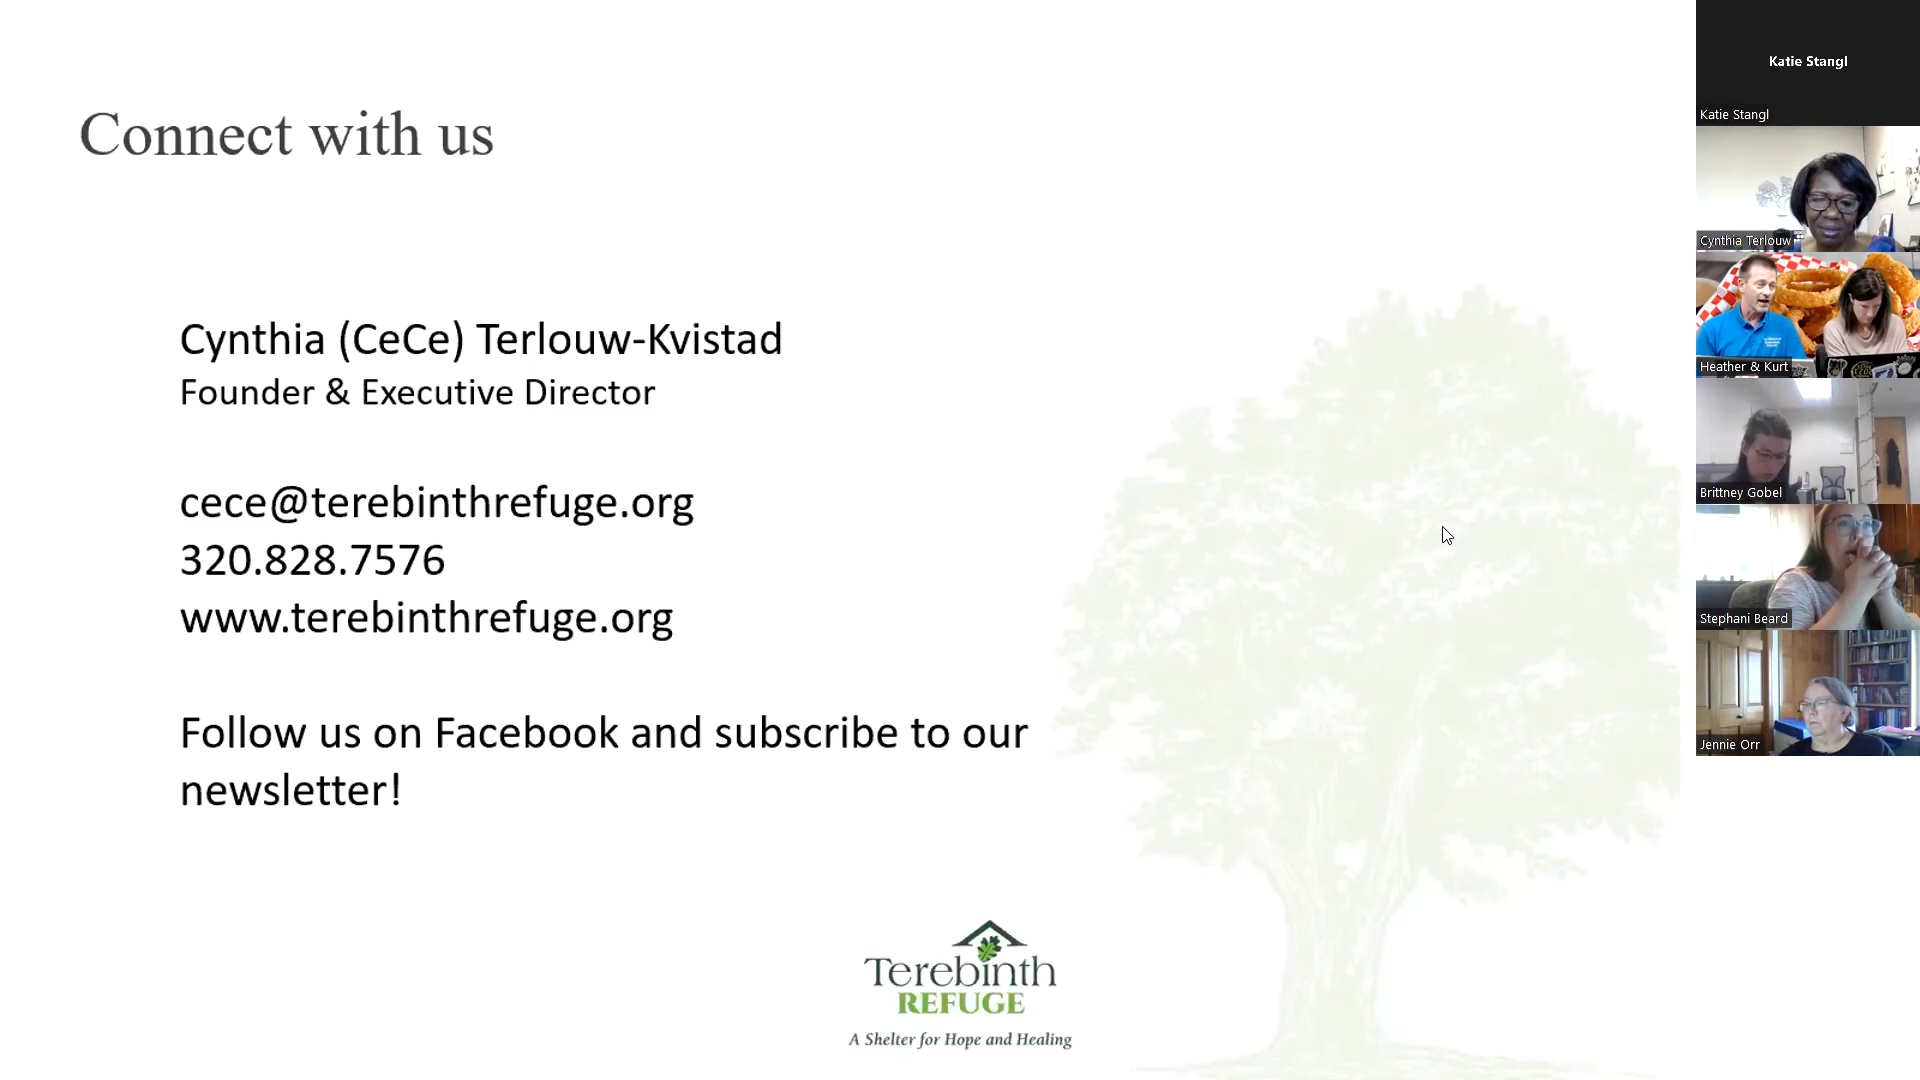 Connect with us
Cynthia (CeCe) Terlouw-Kvistad
Founder & Executive Director
cece@terebinthrefuge.org
320.828.7576
www.terebinthrefuge.org
Follow us on Facebook and subscribe to our
newsletter!
Terebinth
REFUGE
A Shelter for Hope and Healing
Katie Stangl
Katie Stangl
Cynthia Terlouw
Heather & Kurt
Brittney Gobel
Stephani Beard
Jennie Orr